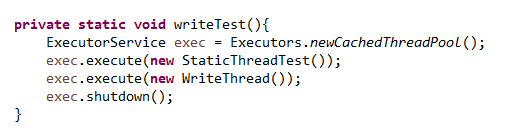 private static void writeTest(){
    ExecutorService exec = Executors.newCachedThreadPool();
    exec.execute(new StaticThreadTest());
    exec.execute(new WriteThread());
    exec.shutdown();
}